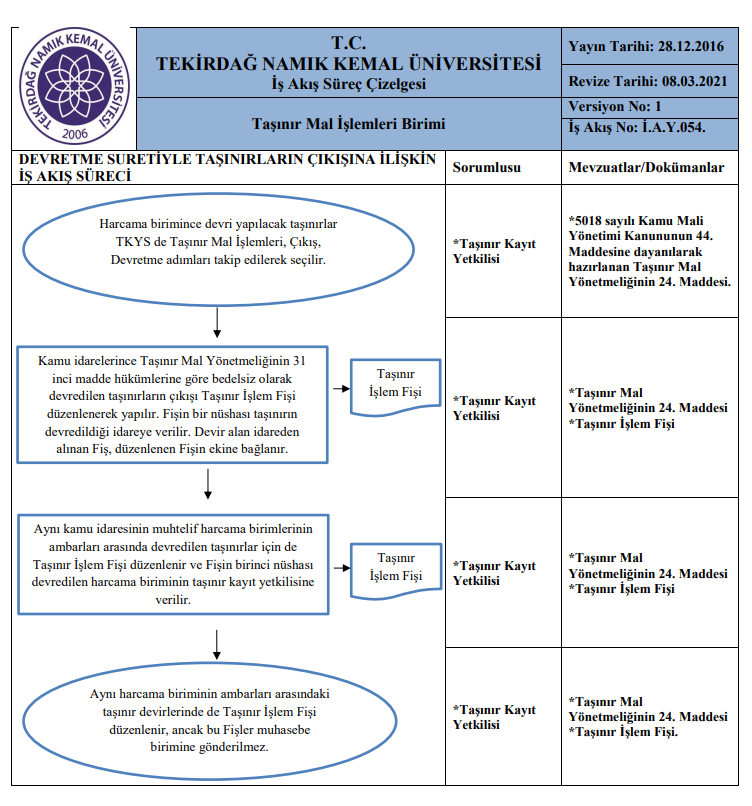 TEKİRDAĞ NAMIK KEMAL ÜNİVERSİTESİ
2006
T.C.
TEKİRDAĞ NAMIK KEMAL ÜNİVERSİTESİ
İş Akış Süreç Çizelgesi
Taşınır Mal İşlemleri Birimi
Yayın Tarihi: 28.12.2016
Revize Tarihi: 08.03.2021
Versiyon No: 1
İş Akış No: İ.A.Y.054.
DEVRETME SURETİYLE TAŞINIRLARIN ÇIKIŞINA İLİŞKİN
İŞ AKIŞ SÜRECİ
Sorumlusu
Mevzuatlar/Dokümanlar
Harcama birimince devri yapılacak taşınırlar
TKYS de Taşınır Mal İşlemleri, Çıkış,
Devretme adımları takip edilerek seçilir.
*Taşınır Kayıt
Yetkilisi
*5018 sayılı Kamu Mali
Yönetimi Kanununun 44.
Maddesine dayanılarak
hazırlanan Taşınır Mal
Yönetmeliğinin 24. Maddesi.
Kamu idarelerince Taşınır Mal Yönetmeliğinin 31
inci madde hükümlerine göre bedelsiz olarak
devredilen taşınırların çıkışı Taşınır İşlem Fişi
düzenlenerek yapılır. Fişin bir nüshası taşınırın
devredildiği idareye verilir. Devir alan idareden
alınan Fiş, düzenlenen Fişin ekine bağlanır.
Taşınır
İşlem Fişi
*Taşınır Kayıt
Yetkilisi
*Taşınır Mal
Yönetmeliğinin 24. Maddesi
*Taşınır İşlem Fişi
Aynı kamu idaresinin muhtelif harcama birimlerinin
ambarları arasında devredilen taşınırlar için de
Taşınır İşlem Fişi düzenlenir ve Fişin birinci nüshası
devredilen harcama biriminin taşınır kayıt yetkilisine
verilir.
Taşınır
İşlem Fişi
*Taşınır Kayıt
Yetkilisi
*Taşınır Mal
Yönetmeliğinin 24. Maddesi
*Taşınır İşlem Fişi
Aynı harcama biriminin ambarları arasındaki
taşınır devirlerinde de Taşınır İşlem Fişi
düzenlenir, ancak bu Fişler muhasebe
birimine gönderilmez.
*Taşınır Kayıt
Yetkilisi
*Taşınır Mal
Yönetmeliğinin 24. Maddesi
*Taşınır İşlem Fişi.